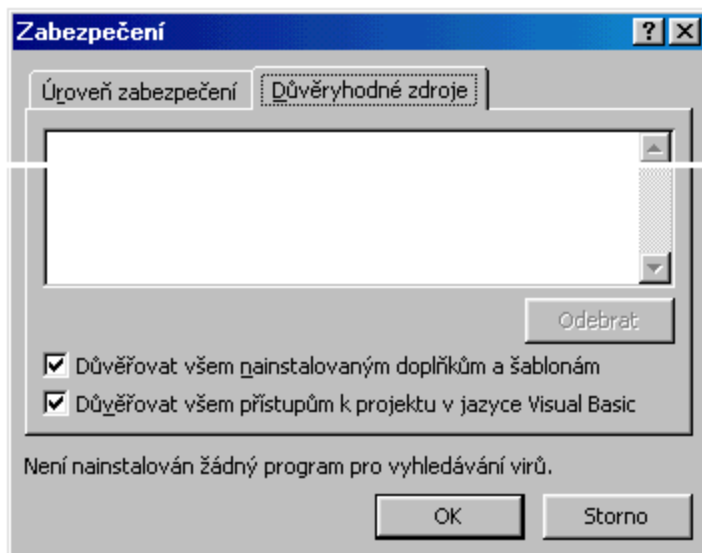 Zabezpečení
Úroveň zabezpečení
Důvěryhodné zdroje
Odebrat
Důvěřovat všem nainstalovaným doplňkům a šablonám
Důvěřovat všem přístupům k projektu v jazyce Visual Basic
Není nainstalován žádný program pro vyhledávání virů.
OK
Storno